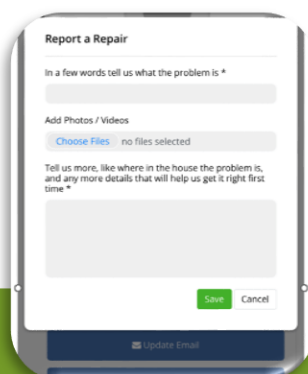 Report a Repair
In a few words tell us what the problem is *
Add Photos / Videos
Choose Files no files selected
Tell us more, like where in the house the problem is,
and any more details that will help us get it right first
time *
Save Cancel
Update Email